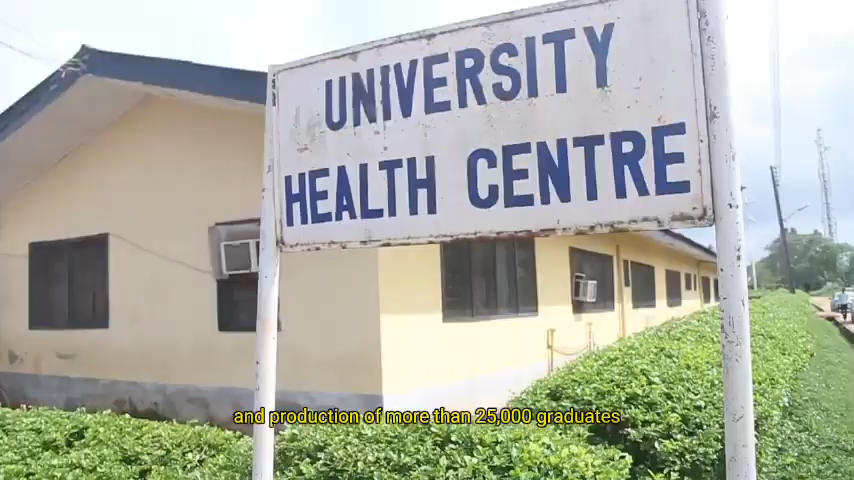 UNIVERSITY
HEALTH CENTRE
and production of more than 25,000 graduates